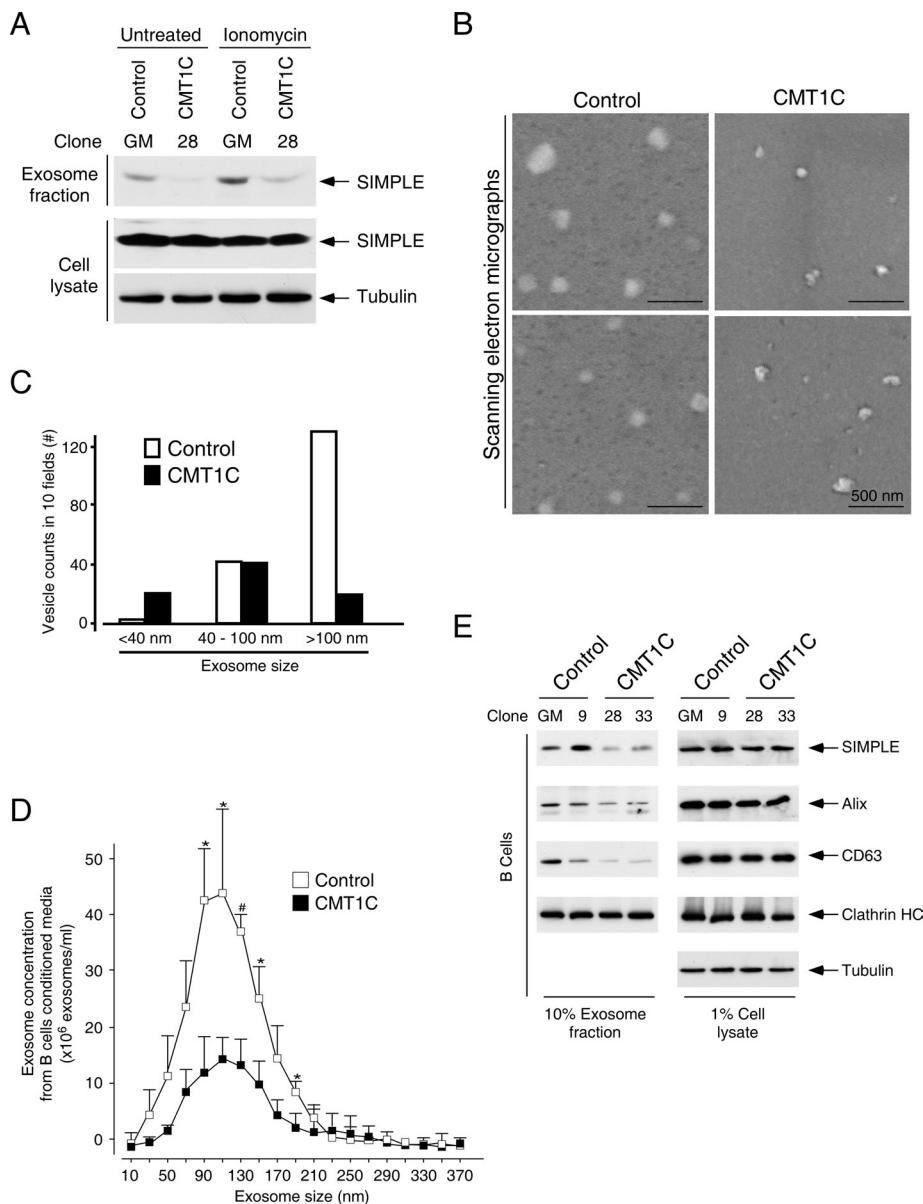 A
Untreated Ionomycin
Control CMT1C Control CMT1C
Clone GM 28 GM 28
Exosome
fraction
SIMPLE
SIMPLE
Cell
lysate
Tubulin
B
Control CMT1C
Scanning electron micrographs
500 nm
C
Vesicle counts in 10 fields (#)
120
80
40
0
Control
CMT1C
<40 nm 40 - 100 nm >100 nm
Exosome size
D
Exosome concentration
from B cells conditioned media
(x10⁶ exosomes/ml)
50
40
30
20
10
0
* * # * *
Control
CMT1C
10 50 90 130 170 210 250 290 330 370
Exosome size (nm)
E
Control CMT1C Control CMT1C
Clone GM 9 28 33 GM 9 28 33
B Cells
SIMPLE
Alix
CD63
Clathrin HC
Tubulin
10% Exosome
fraction
1% Cell
lysate